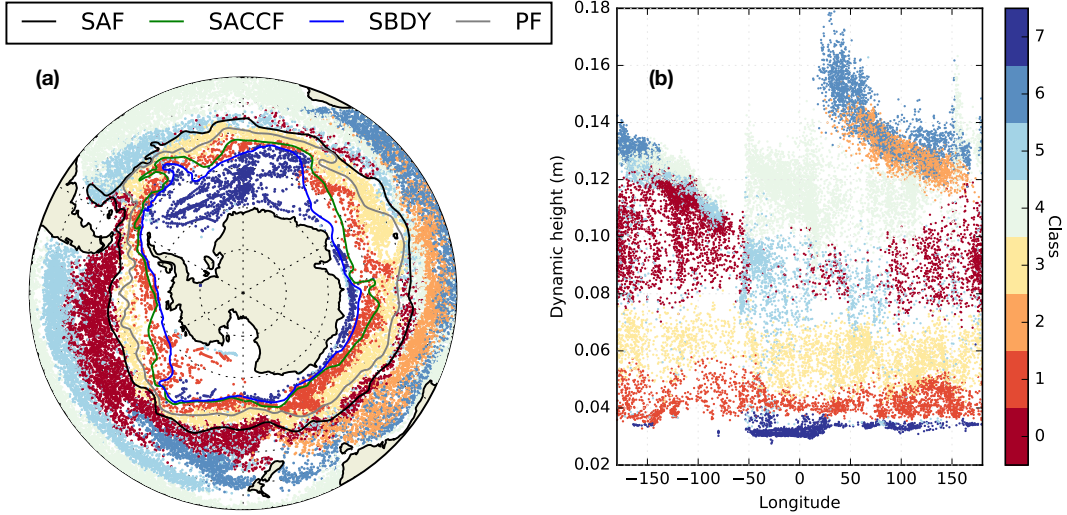 SAF SACCF SBDY PF
(a)
(b)
0.18
0.16
0.14
0.12
0.10
0.08
0.06
0.04
0.02
Dynamic height (m)
−150 −100 −50 0 50 100 150
Longitude
7
6
5
4
3
2
1
0
Class